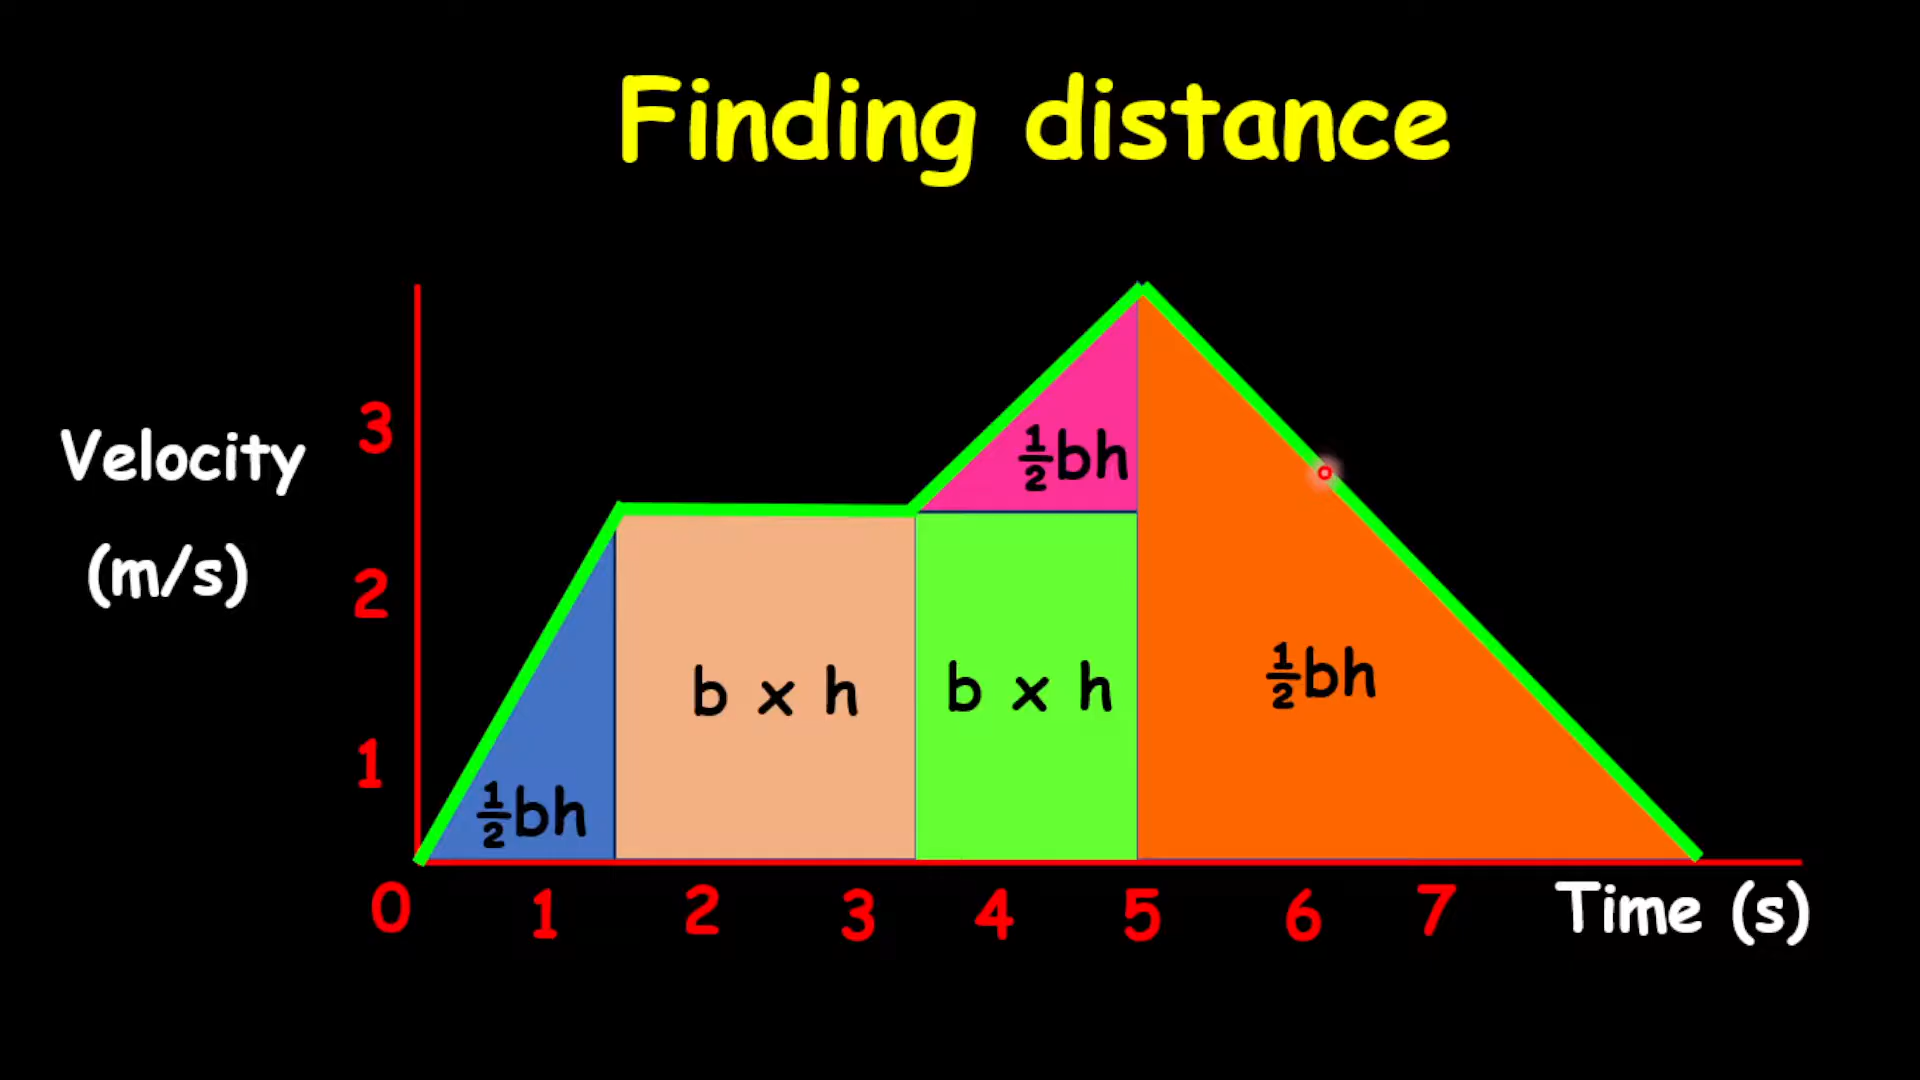 Finding distance
Velocity
(m/s)
3
2
1
½bh
b x h
b x h
½bh
½bh
0 1 2 3 4 5 6 7 Time (s)